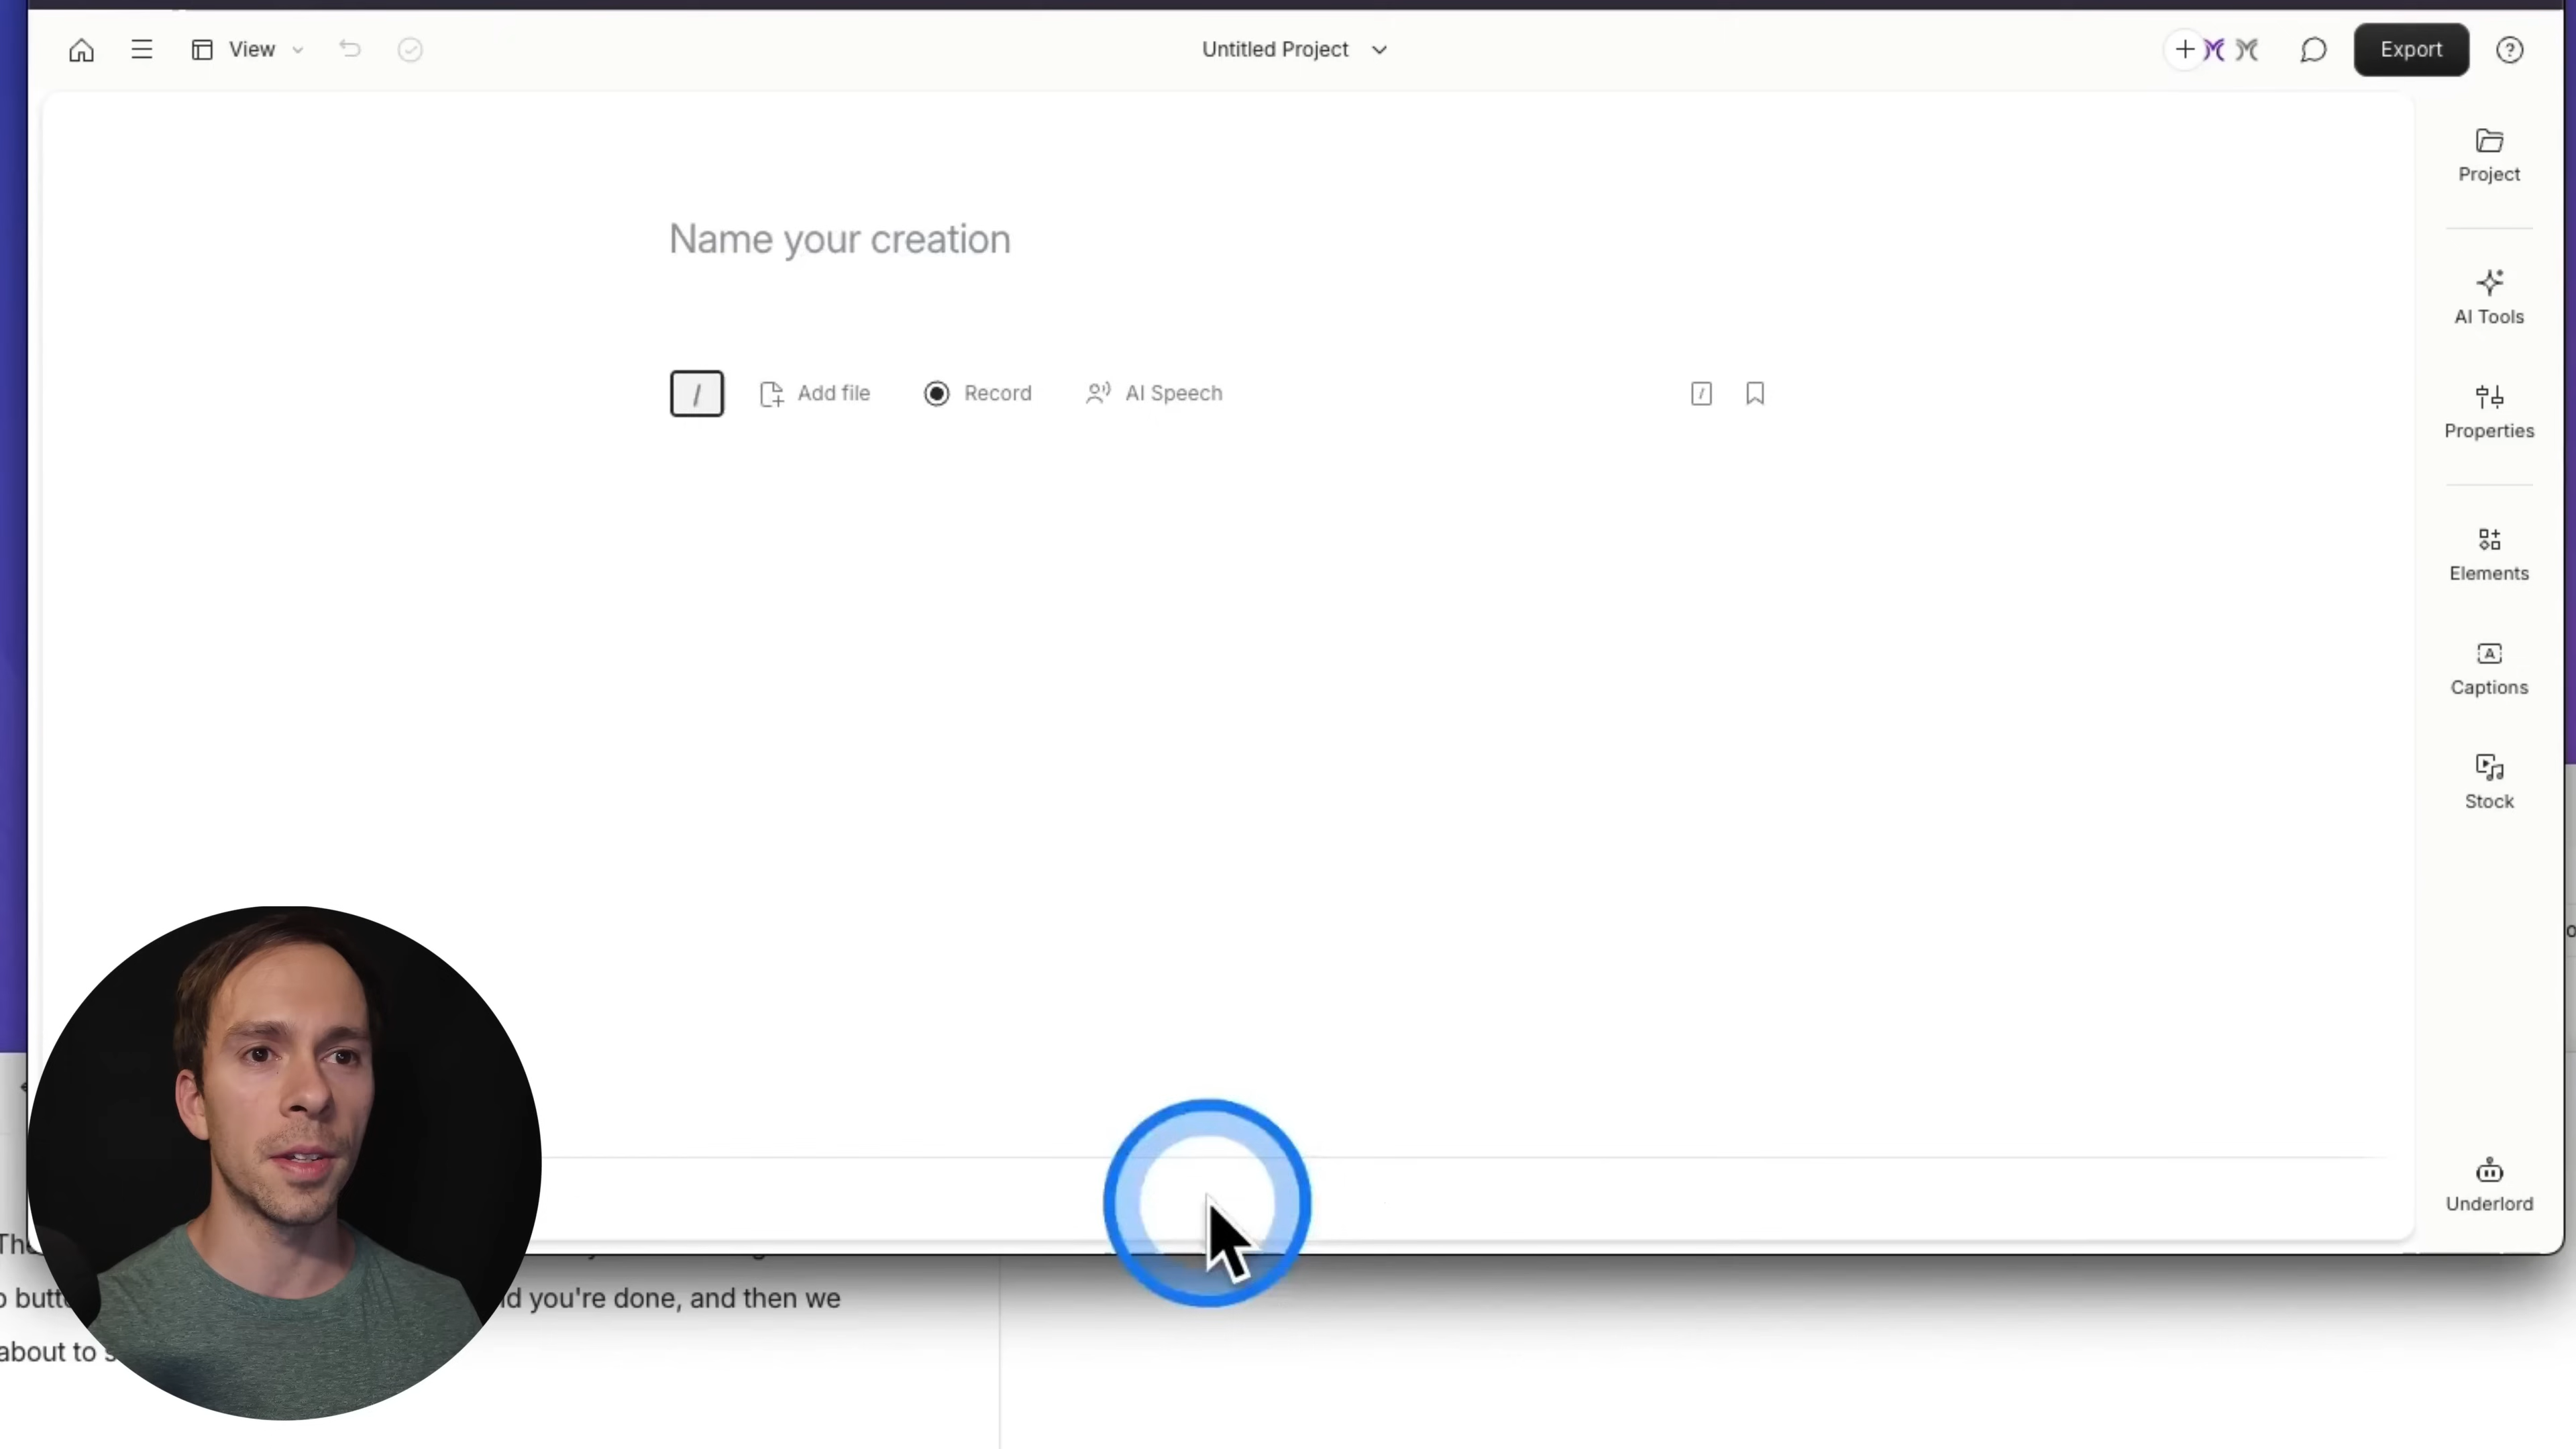 View
Untitled Project
Export
Project
Name your creation
AI Tools
/ Add file Record AI Speech /
Properties
Elements
A
Captions
Stock
Underlord
The
d you're done, and then we
about to s